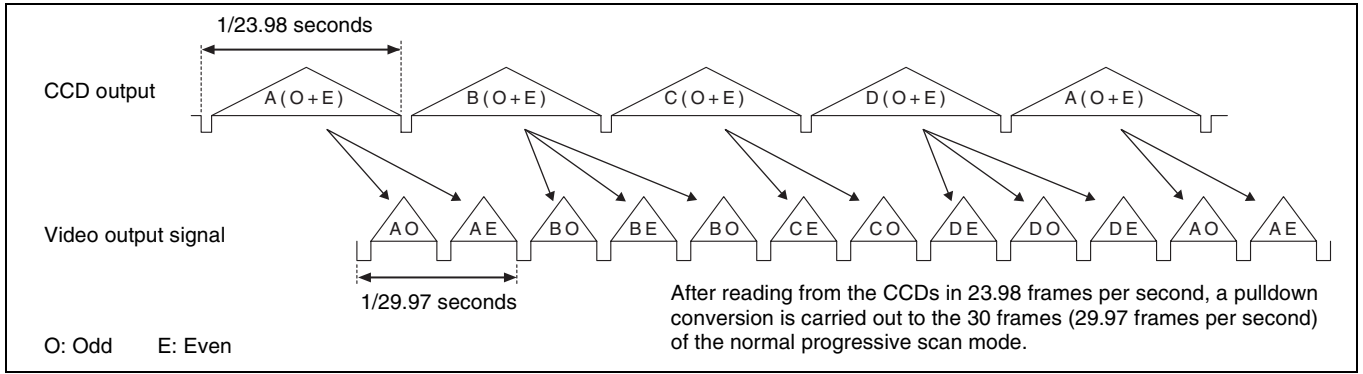 1/23.98 seconds
CCD output
A(O+E) B(O+E) C(O+E) D(O+E) A(O+E)
Video output signal
AO AE BO BE BO CE CO DE DO DE AO AE
1/29.97 seconds
After reading from the CCDs in 23.98 frames per second, a pulldown
conversion is carried out to the 30 frames (29.97 frames per second)
of the normal progressive scan mode.
O: Odd E: Even